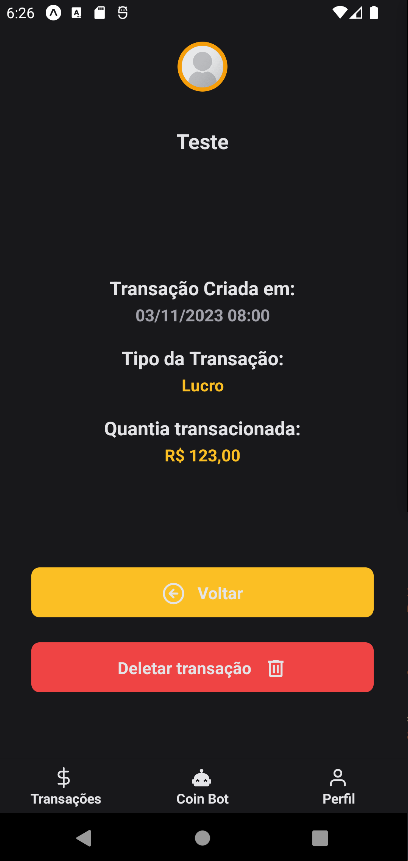 6:26
Teste
Transação Criada em:
03/11/2023 08:00
Tipo da Transação:
Lucro
Quantia transacionada:
R$ 123,00
Voltar
Deletar transação
Transações
Coin Bot
Perfil